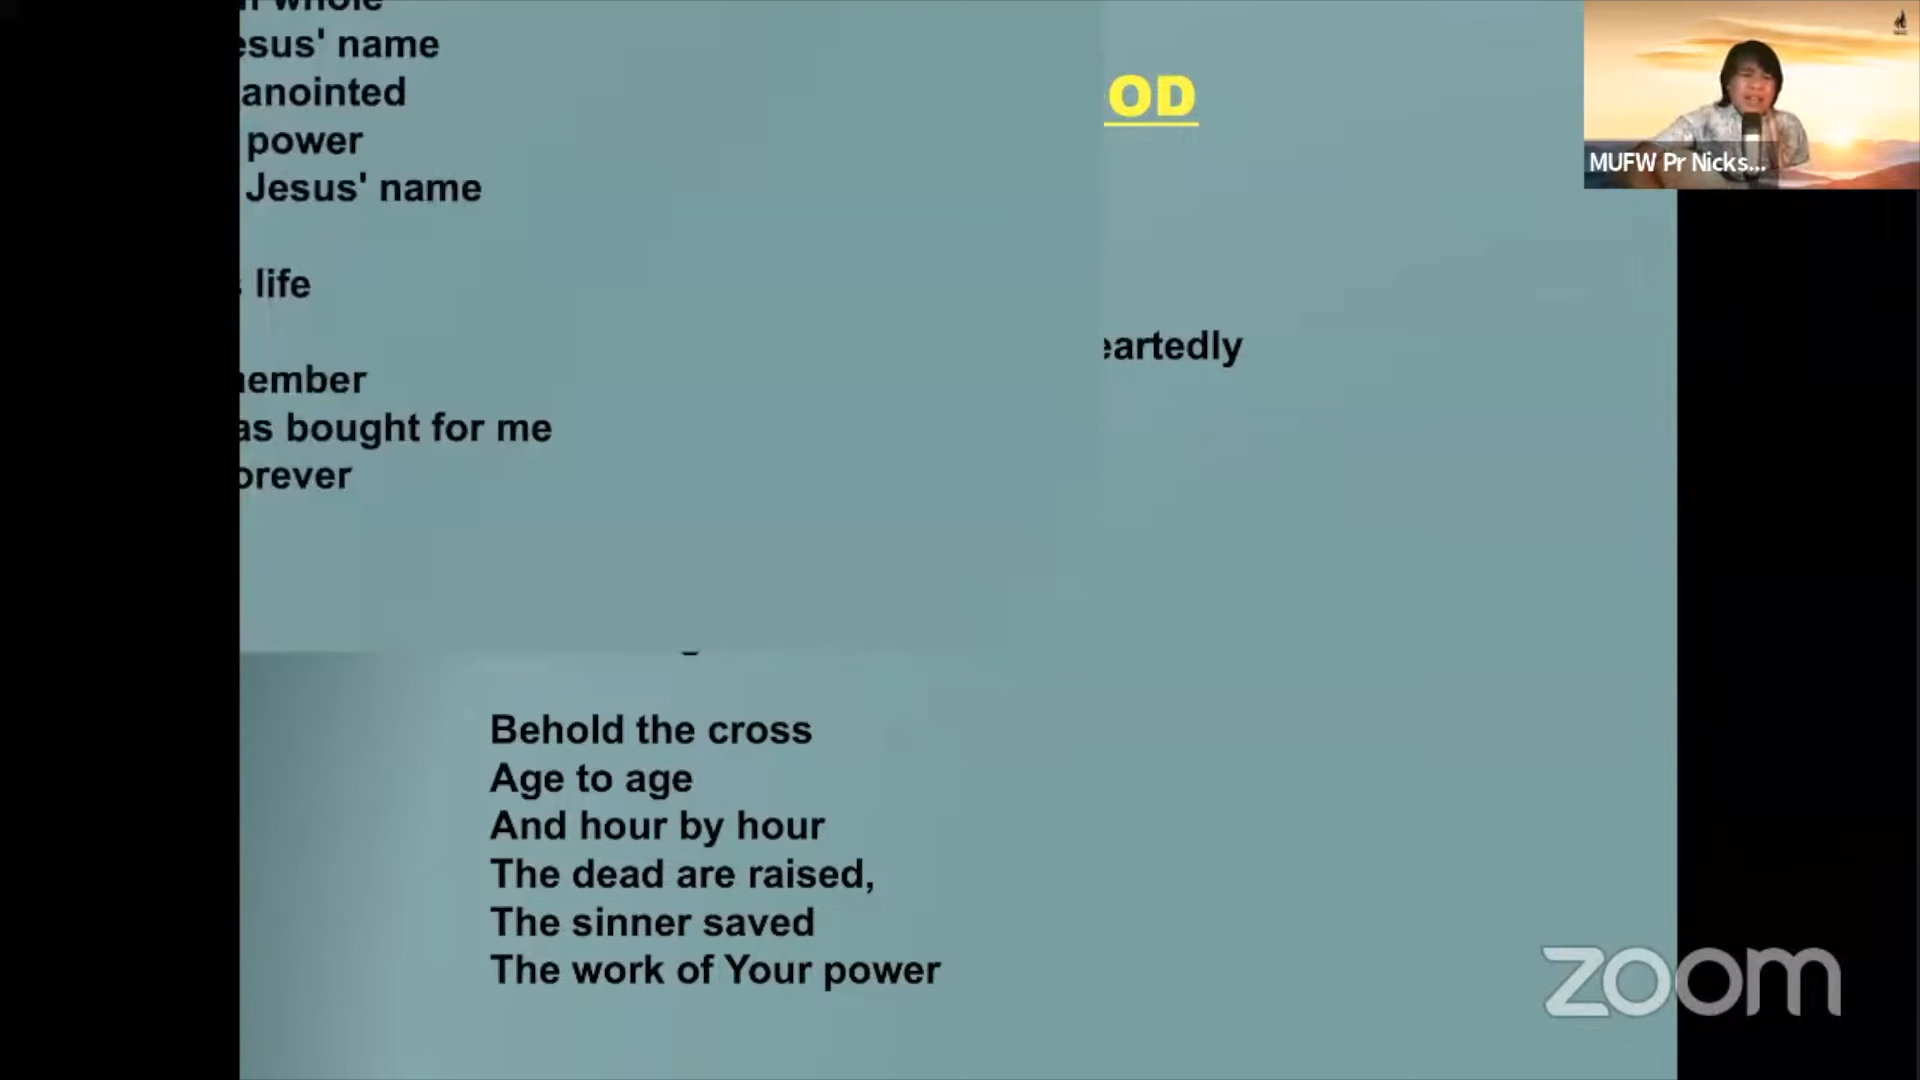 whole
esus' name
anointed
power
Jesus' name
life
ember
as bought for me
orever
OD
eartedly
Behold the cross
Age to age
And hour by hour
The dead are raised,
The sinner saved
The work of Your power
MUFW Pr Nicks...
zoom